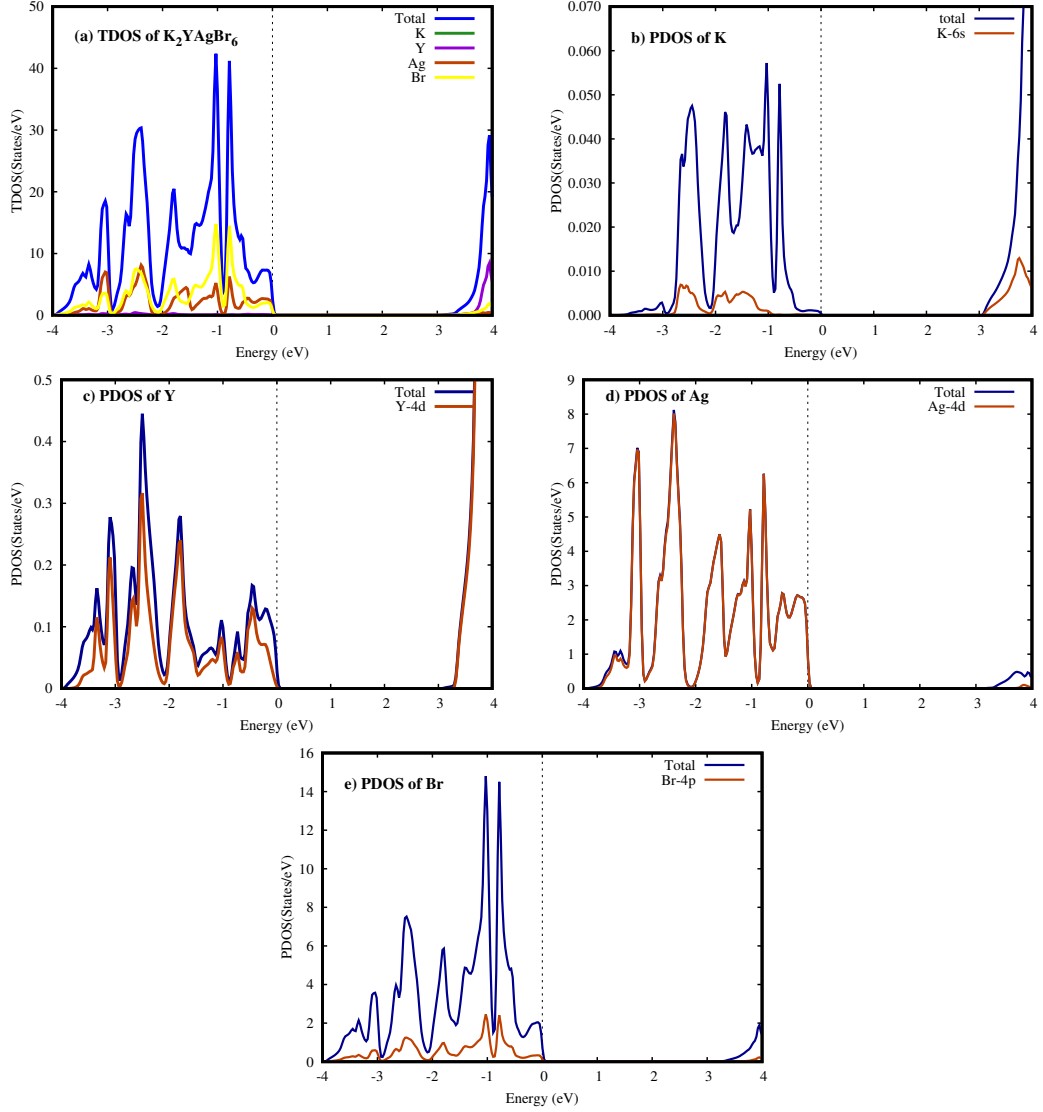 (a) TDOS of K₂YAgBr₆
Total
K
Y
Ag
Br
TDOS(States/eV)
50
40
30
20
10
0
-4 -3 -2 -1 0 1 2 3 4
Energy (eV)
b) PDOS of K
total
K-6s
PDOS(States/eV)
0.070
0.060
0.050
0.040
0.030
0.020
0.010
0.000
-4 -3 -2 -1 0 1 2 3 4
Energy (eV)
c) PDOS of Y
Total
Y-4d
PDOS(States/eV)
0.5
0.4
0.3
0.2
0.1
0
-4 -3 -2 -1 0 1 2 3 4
Energy (eV)
d) PDOS of Ag
Total
Ag-4d
PDOS(States/eV)
9
8
7
6
5
4
3
2
1
0
-4 -3 -2 -1 0 1 2 3 4
Energy (eV)
e) PDOS of Br
Total
Br-4p
PDOS(States/eV)
16
14
12
10
8
6
4
2
0
-4 -3 -2 -1 0 1 2 3 4
Energy (eV)